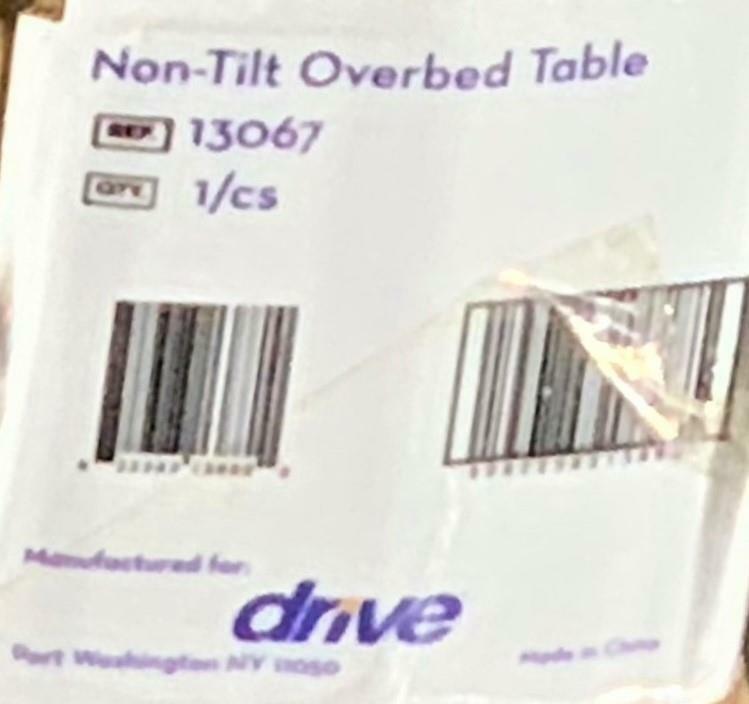 Non-Tilt Overbed Table
REF 13067
QTY 1/cs
Manufactured for:
drive
Port Washington NY 11050
Made in China